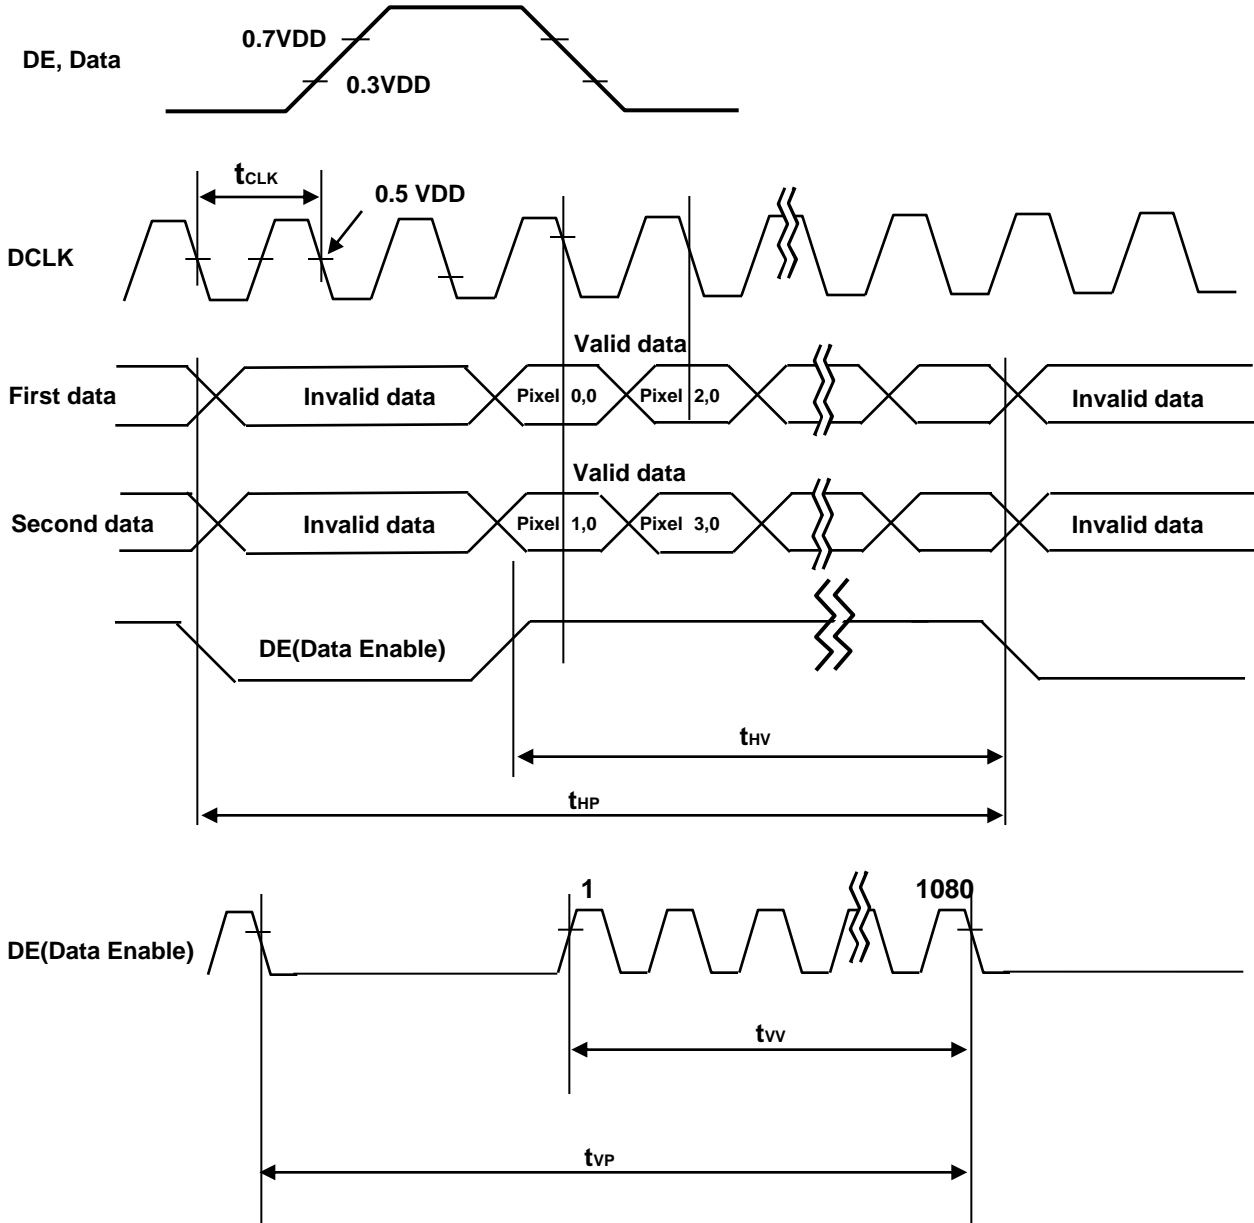 0.7VDD
DE, Data
0.3VDD
tCLK
0.5 VDD
DCLK
Valid data
First data
Invalid data
Pixel 0,0
Pixel 2,0
Invalid data
Valid data
Second data
Invalid data
Pixel 1,0
Pixel 3,0
Invalid data
DE(Data Enable)
tHV
tHP
1
1080
DE(Data Enable)
tVV
tVP